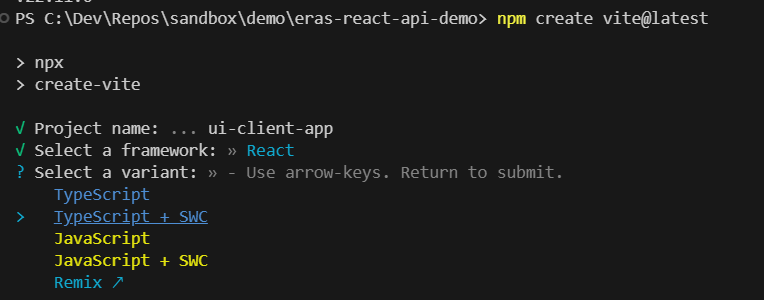 PS C:\Dev\Repos\sandbox\demo\eras-react-api-demo> npm create vite@latest
> npx
> create-vite
√ Project name: ... ui-client-app
√ Select a framework: » React
? Select a variant: » - Use arrow-keys. Return to submit.
TypeScript
> TypeScript + SWC
JavaScript
JavaScript + SWC
Remix ↗